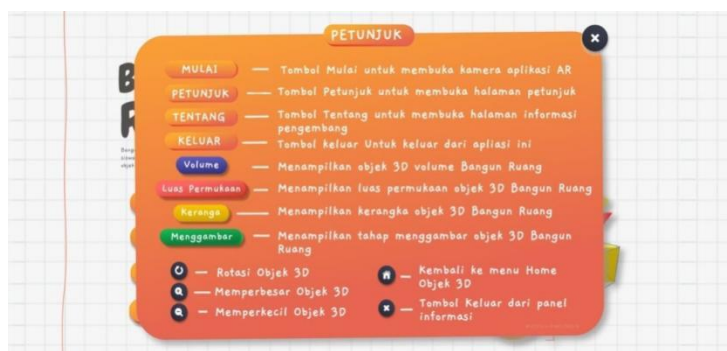 PETUNJUK
MULAI — Tombol Mulai untuk membuka kamera aplikasi AR
PETUNJUK — Tombol Petunjuk untuk membuka halaman petunjuk
TENTANG — Tombol Tentang untuk membuka halaman informasi
pengembang
KELUAR — Tombol keluar Untuk keluar dari apliasi ini
Volume — Menampilkan objek 3D volume Bangun Ruang
Luas Permukaan — Menampilkan luas permukaan objek 3D Bangun Ruang
Keranga — Menampilkan kerangka objek 3D Bangun Ruang
Menggambar — Menampilkan tahap menggambar objek 3D Bangun
Ruang
— Rotasi Objek 3D
— Memperbesar Objek 3D
— Memperkecil Objek 3D
— Kembali ke menu Home
Objek 3D
— Tombol Keluar dari panel
informasi